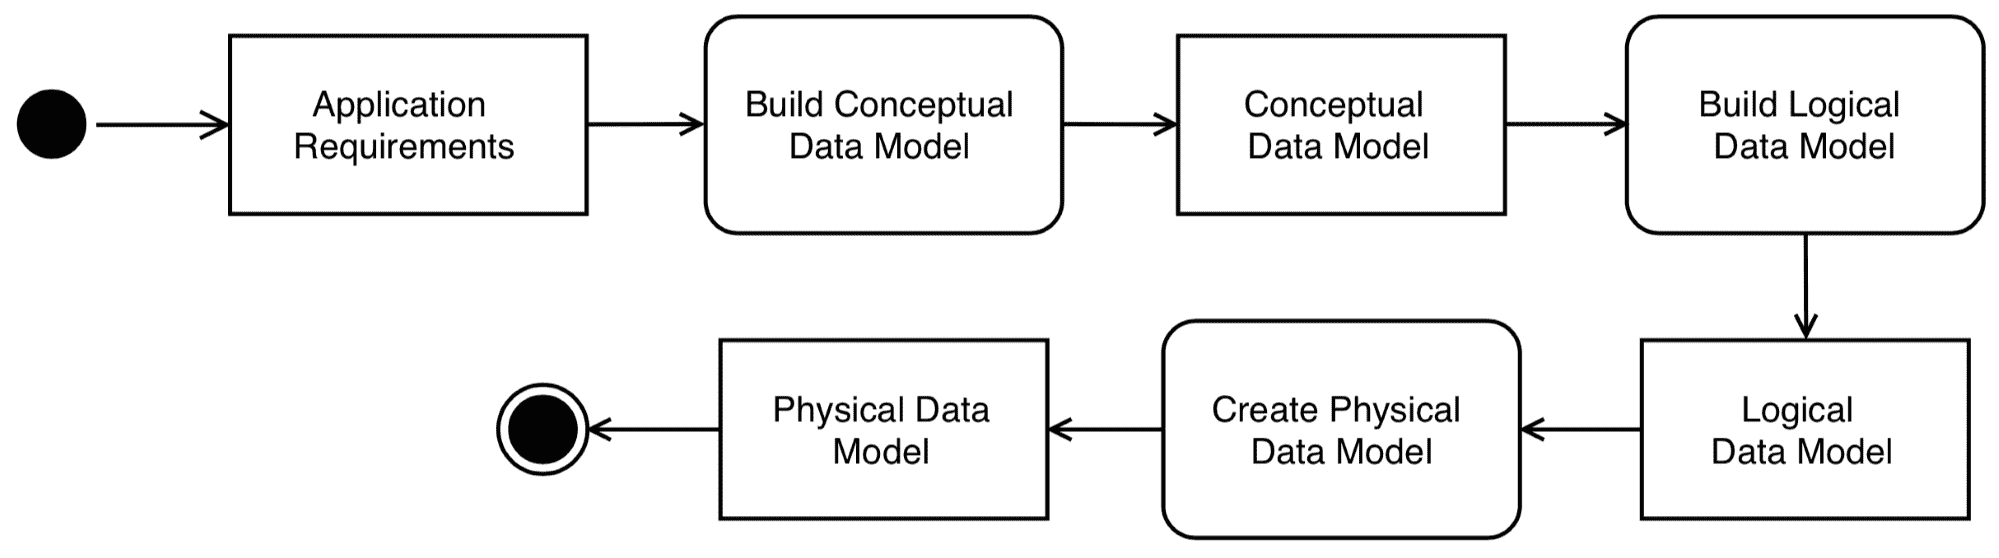 Application
Requirements
Build Conceptual
Data Model
Conceptual
Data Model
Build Logical
Data Model
Logical
Data Model
Create Physical
Data Model
Physical Data
Model